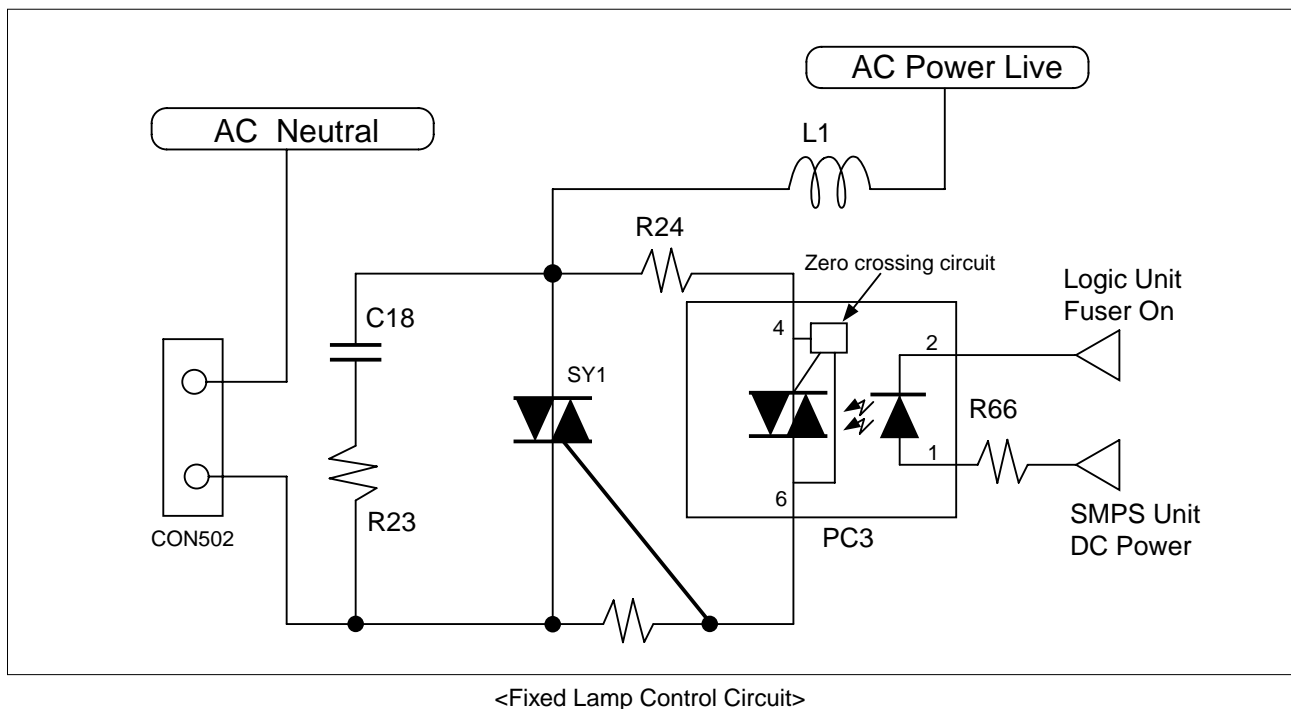 AC Power Live
AC Neutral
L1
R24
Zero crossing circuit
Logic Unit
Fuser On
C18
4
2
SY1
R66
1
6
R23
CON502
PC3
SMPS Unit
DC Power
<Fixed Lamp Control Circuit>